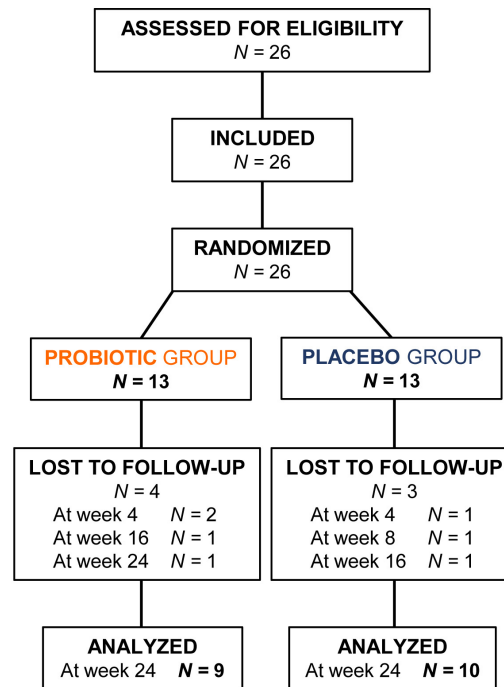 ASSESSED FOR ELIGIBILITY
N = 26
INCLUDED
N = 26
RANDOMIZED
N = 26
PROBIOTIC GROUP
N = 13
PLACEBO GROUP
N = 13
LOST TO FOLLOW-UP
N = 4
At week 4 N = 2
At week 16 N = 1
At week 24 N = 1
LOST TO FOLLOW-UP
N = 3
At week 4 N = 1
At week 8 N = 1
At week 16 N = 1
ANALYZED
At week 24 N = 9
ANALYZED
At week 24 N = 10